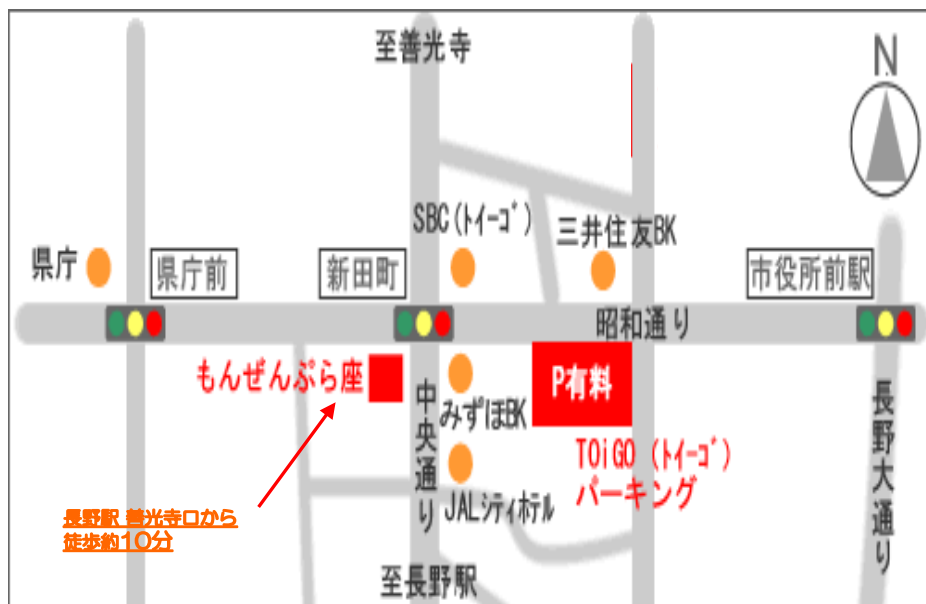 至善光寺
N
SBC(ﾄｲｰｺﾞ)
三井住友BK
県庁
県庁前
新田町
市役所前駅
昭和通り
もんぜんぷら座
P有料
中央通り
みずほBK
長野大通り
TOiGO (ﾄｲｰｺﾞ)
パーキング
JALｼﾃｨﾎﾃﾙ
長野駅 善光寺口から
徒歩約10分
至長野駅